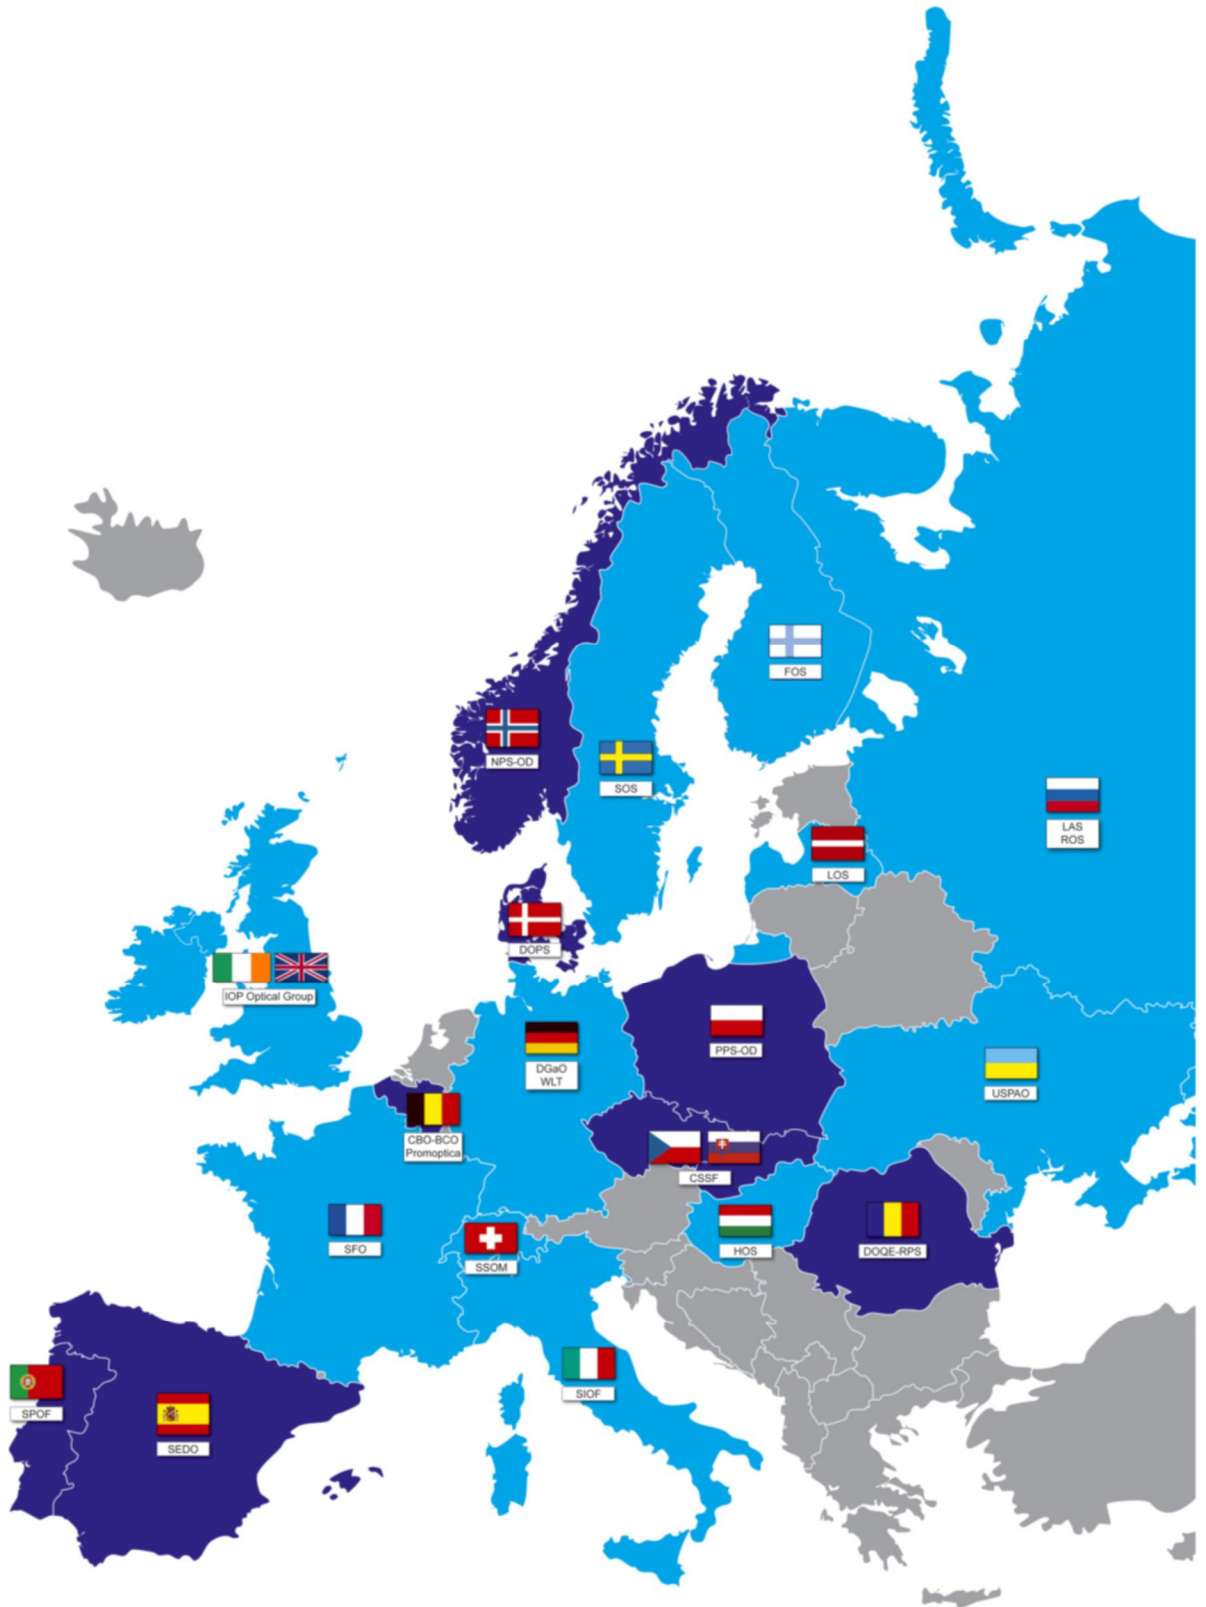 FOS
NPS-OD
SOS
LAS
ROS
LOS
DOPS
IOP Optical Group
PPS-OD
DGaO
WLT
USPAO
CBO-BCO
Promoptica
CSSF
SFO
SSOM
HOS
DOQE-RPS
SIOF
SPOF
SEDO